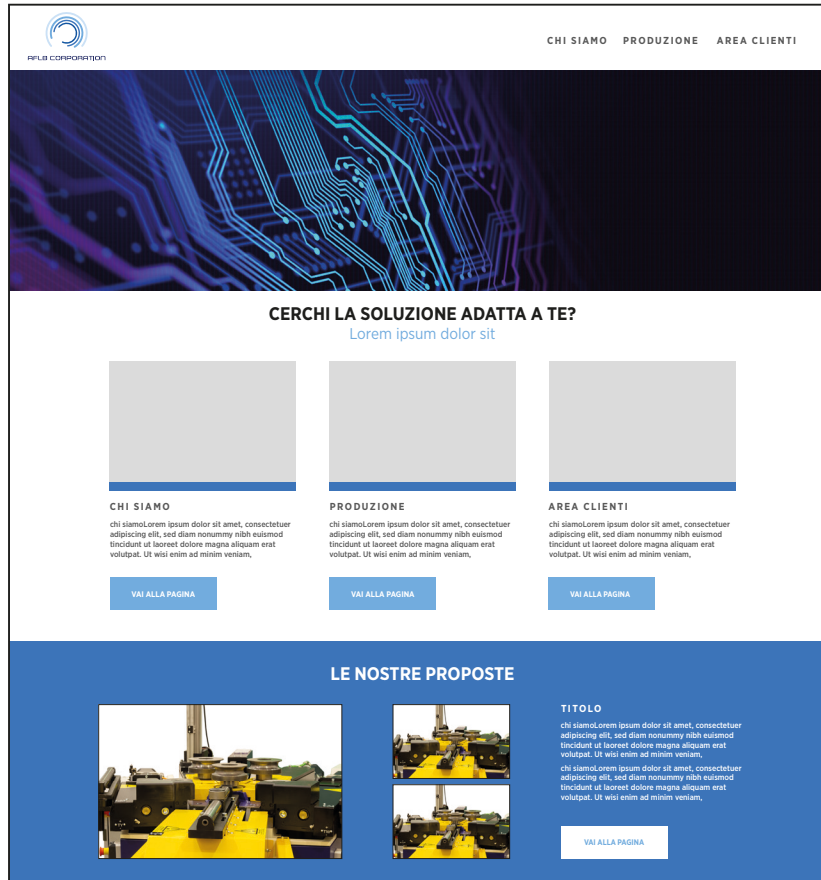 AFLB CORPORATION
CHI SIAMO PRODUZIONE AREA CLIENTI
CERCHI LA SOLUZIONE ADATTA A TE?
Lorem ipsum dolor sit
CHI SIAMO
chi siamoLorem ipsum dolor sit amet, consectetuer
adipiscing elit, sed diam nonummy nibh euismod
tincidunt ut laoreet dolore magna aliquam erat
volutpat. Ut wisi enim ad minim veniam,
VAI ALLA PAGINA
PRODUZIONE
chi siamoLorem ipsum dolor sit amet, consectetuer
adipiscing elit, sed diam nonummy nibh euismod
tincidunt ut laoreet dolore magna aliquam erat
volutpat. Ut wisi enim ad minim veniam,
VAI ALLA PAGINA
AREA CLIENTI
chi siamoLorem ipsum dolor sit amet, consectetuer
adipiscing elit, sed diam nonummy nibh euismod
tincidunt ut laoreet dolore magna aliquam erat
volutpat. Ut wisi enim ad minim veniam,
VAI ALLA PAGINA
LE NOSTRE PROPOSTE
TITOLO
chi siamoLorem ipsum dolor sit amet, consectetuer
adipiscing elit, sed diam nonummy nibh euismod
tincidunt ut laoreet dolore magna aliquam erat
volutpat. Ut wisi enim ad minim veniam,
chi siamoLorem ipsum dolor sit amet, consectetuer
adipiscing elit, sed diam nonummy nibh euismod
tincidunt ut laoreet dolore magna aliquam erat
volutpat. Ut wisi enim ad minim veniam,
VAI ALLA PAGINA